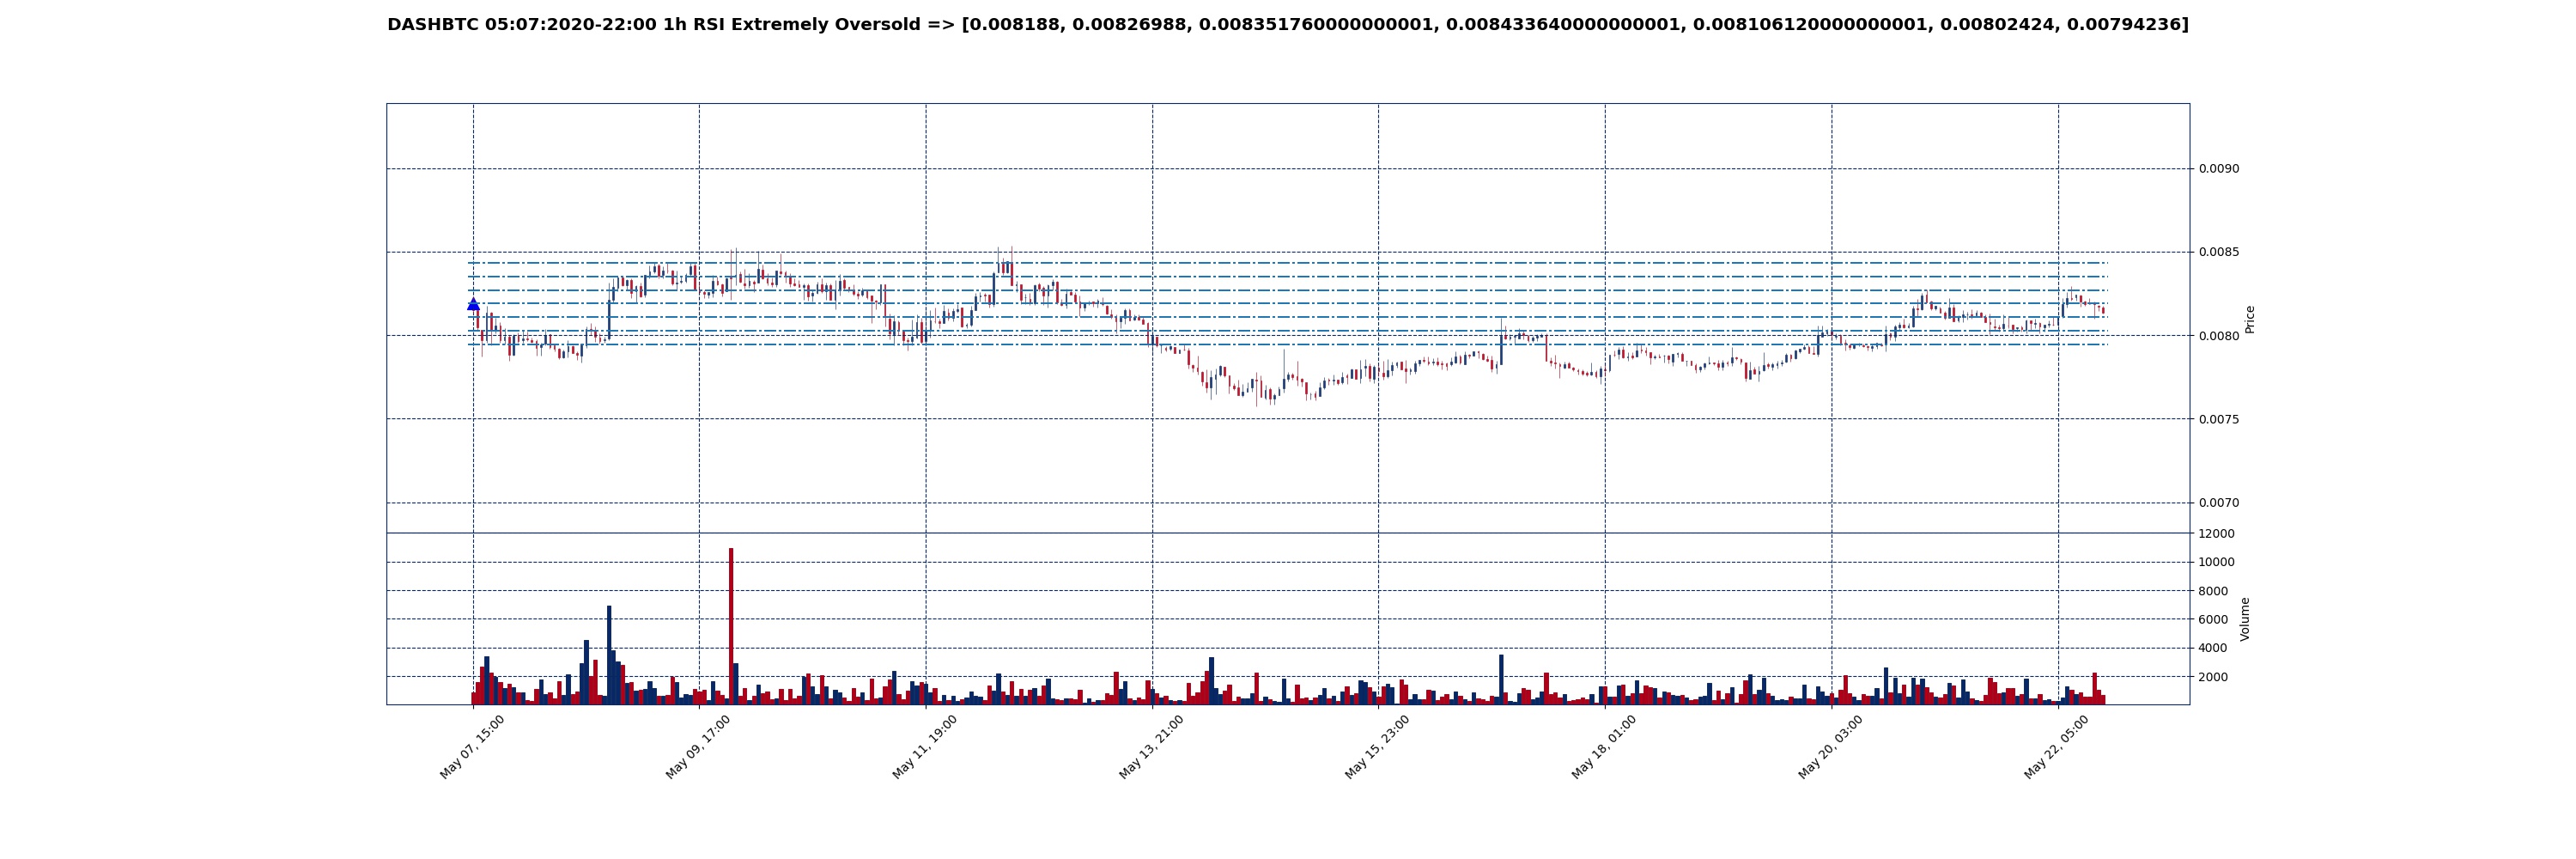 DASHBTC 05:07:2020-22:00 1h RSI Extremely Oversold => [0.008188, 0.00826988, 0.008351760000000001, 0.008433640000000001, 0.008106120000000001, 0.00802424, 0.00794236]
0.0090
0.0085
0.0080
0.0075
0.0070
Price
12000
10000
8000
6000
4000
2000
Volume
May 07, 15:00
May 09, 17:00
May 11, 19:00
May 13, 21:00
May 15, 23:00
May 18, 01:00
May 20, 03:00
May 22, 05:00